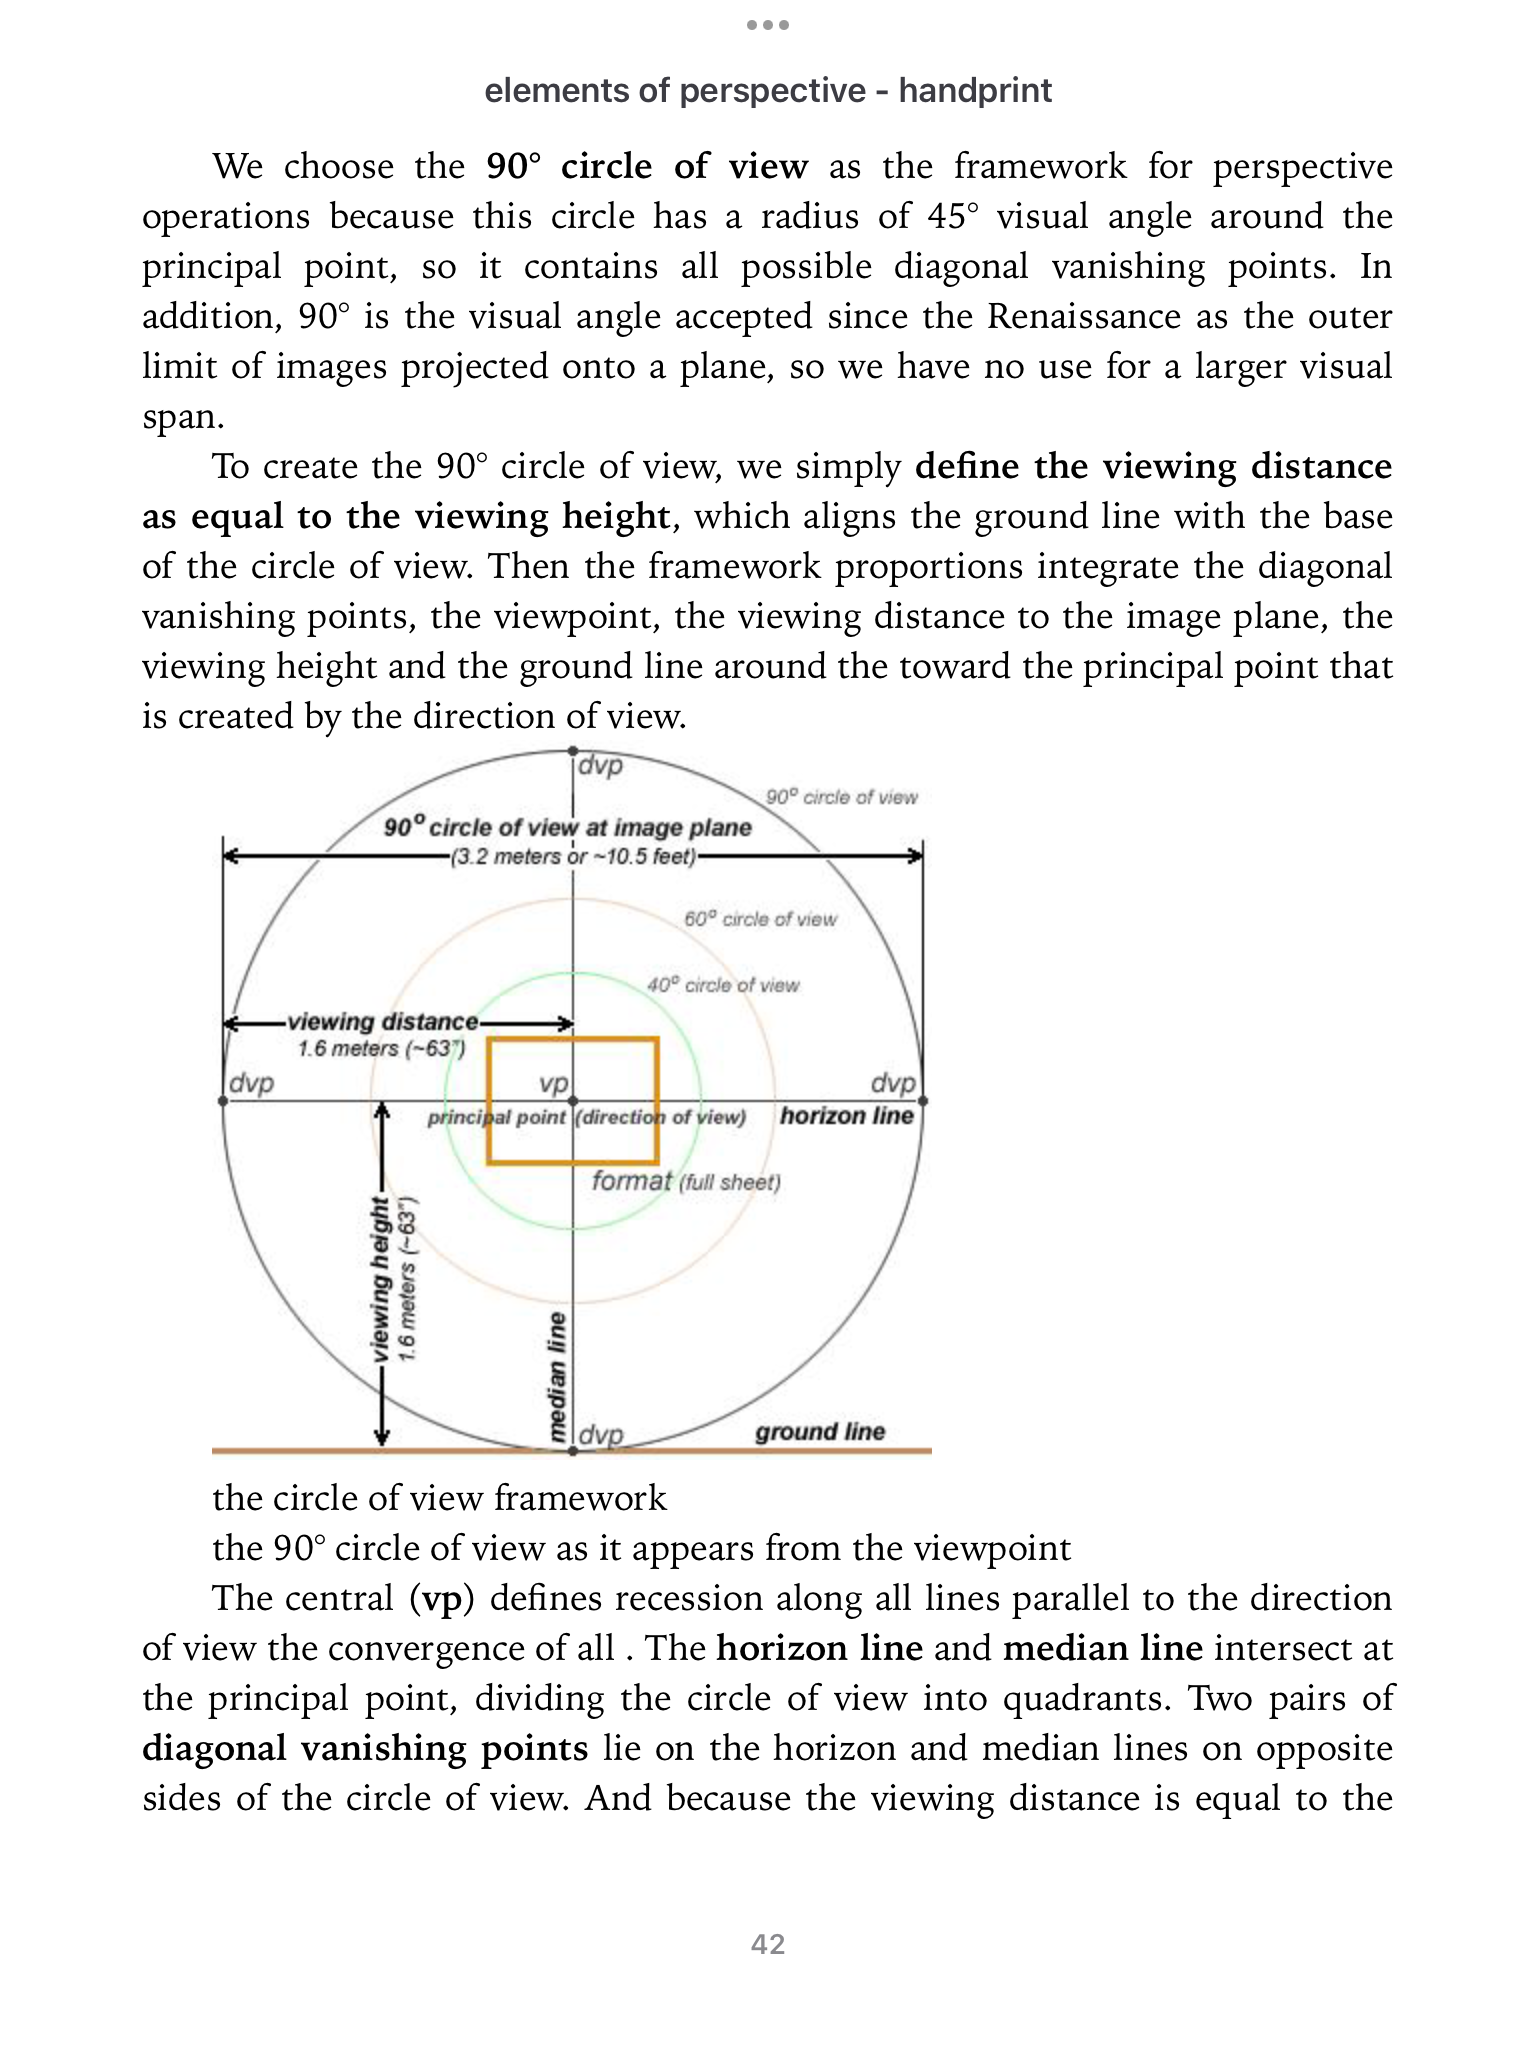 elements of perspective - handprint
We choose the 90° circle of view as the framework for perspective
operations because this circle has a radius of 45° visual angle around the
principal point, so it contains all possible diagonal vanishing points. In
addition, 90° is the visual angle accepted since the Renaissance as the outer
limit of images projected onto a plane, so we have no use for a larger visual
span.
To create the 90° circle of view, we simply define the viewing distance
as equal to the viewing height, which aligns the ground line with the base
of the circle of view. Then the framework proportions integrate the diagonal
vanishing points, the viewpoint, the viewing distance to the image plane, the
viewing height and the ground line around the toward the principal point that
is created by the direction of view.
dvp
90° circle of view
90° circle of view at image plane
(3.2 meters or ~10.5 feet)
60° circle of view
40° circle of view
viewing distance
1.6 meters (~63")
dvp
vp
dvp
principal point (direction of view)
horizon line
format (full sheet)
viewing height
1.6 meters (~63")
median line
dvp
ground line
the circle of view framework
the 90° circle of view as it appears from the viewpoint
The central (vp) defines recession along all lines parallel to the direction
of view the convergence of all . The horizon line and median line intersect at
the principal point, dividing the circle of view into quadrants. Two pairs of
diagonal vanishing points lie on the horizon and median lines on opposite
sides of the circle of view. And because the viewing distance is equal to the
42